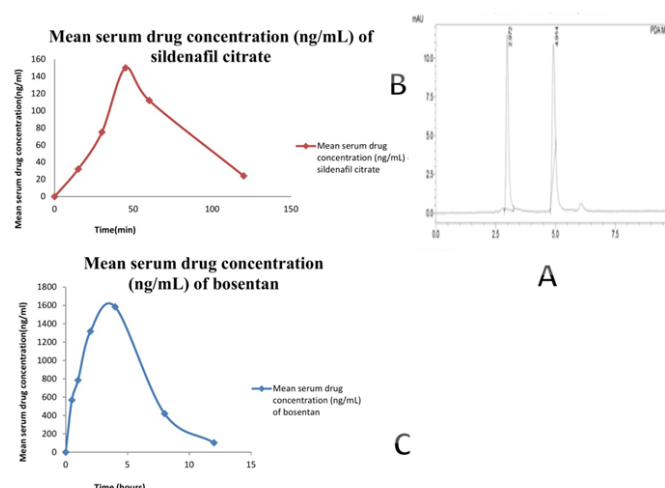 Mean serum drug concentration (ng/mL) of
sildenafil citrate
Mean serum drug concentration(ng/ml)
160
140
120
100
80
60
40
20
0
0 50 100 150
Time(min)
Mean serum drug
concentration (ng/mL)
sildenafil citrate
mAU
PDA M
10.0
7.5
5.0
2.5
0.0
0.0 2.5 5.0 7.5
B
A
Mean serum drug concentration
(ng/mL) of bosentan
Mean serum drug concentration(ng/ml)
1800
1600
1400
1200
1000
800
600
400
200
0
0 5 10 15
Time (hours)
Mean serum drug
concentration (ng/mL)
of bosentan
C